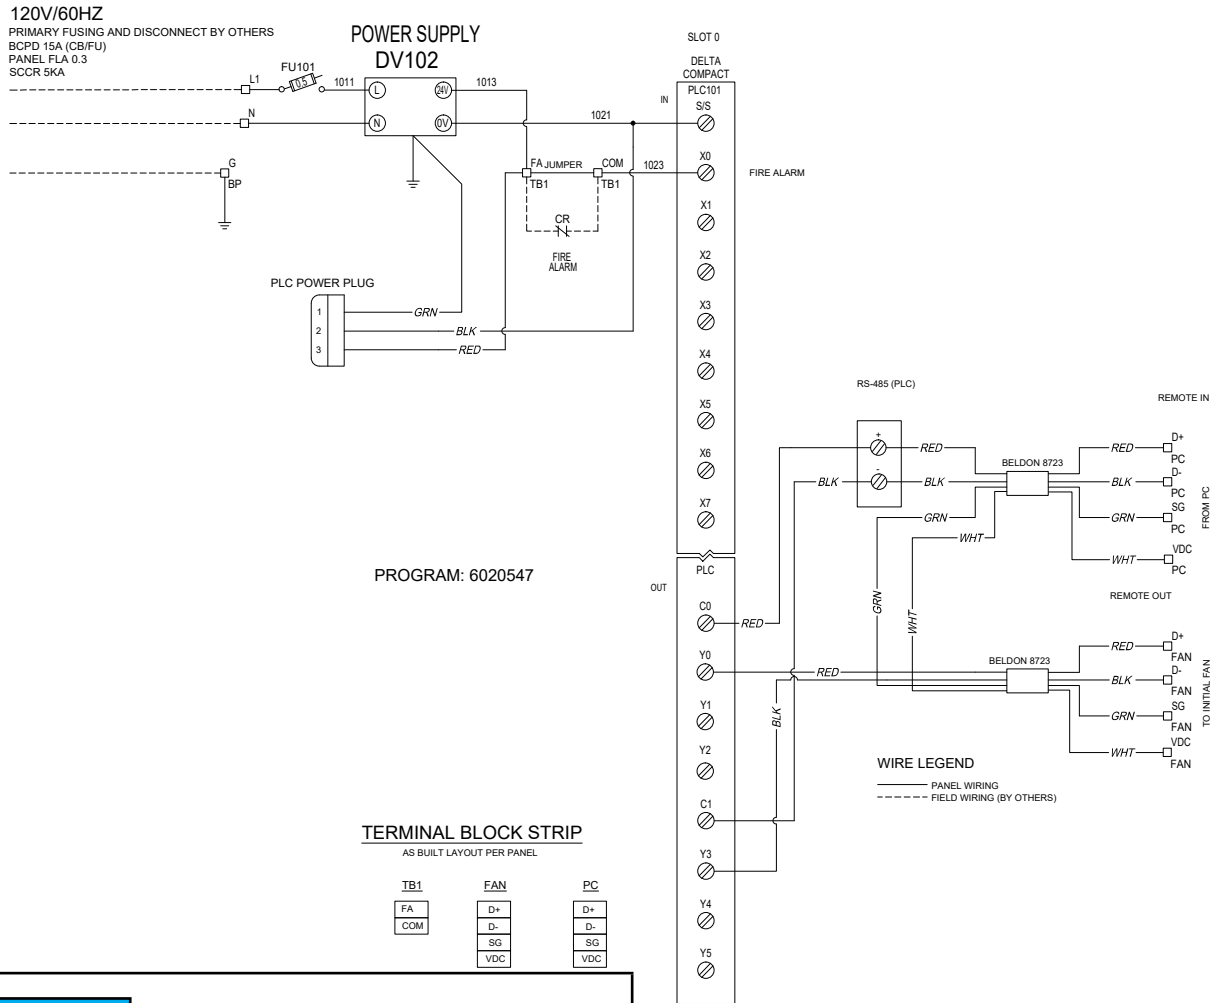 120V/60HZ
PRIMARY FUSING AND DISCONNECT BY OTHERS
BCPD 15A (CB/FU)
PANEL FLA 0.3
SCCR 5KA
L1
FU101
0.5
1011
N
G
BP
POWER SUPPLY
DV102
L
24V
N
0V
1013
1021
FA
JUMPER
COM
1023
TB1
TB1
CR
FIRE
ALARM
PLC POWER PLUG
1
2
3
GRN
BLK
RED
SLOT 0
DELTA
COMPACT
PLC101
IN
S/S
X0
FIRE ALARM
X1
X2
X3
X4
X5
X6
X7
PLC
OUT
C0
RED
Y0
RED
Y1
Y2
C1
Y3
Y4
Y5
BLK
PROGRAM: 6020547
RS-485 (PLC)
+
-
BLK
RED
BLK
GRN
WHT
GRN
WHT
BELDON 8723
REMOTE IN
RED
D+
PC
BLK
D-
PC
GRN
SG
PC
WHT
VDC
PC
FROM PC
REMOTE OUT
BELDON 8723
RED
D+
FAN
BLK
D-
FAN
GRN
SG
FAN
WHT
VDC
FAN
TO INITIAL FAN
WIRE LEGEND
PANEL WIRING
FIELD WIRING (BY OTHERS)
TERMINAL BLOCK STRIP
AS BUILT LAYOUT PER PANEL
TB1 FAN PC
FA D+ D+
COM D- D-
SG SG
VDC VDC